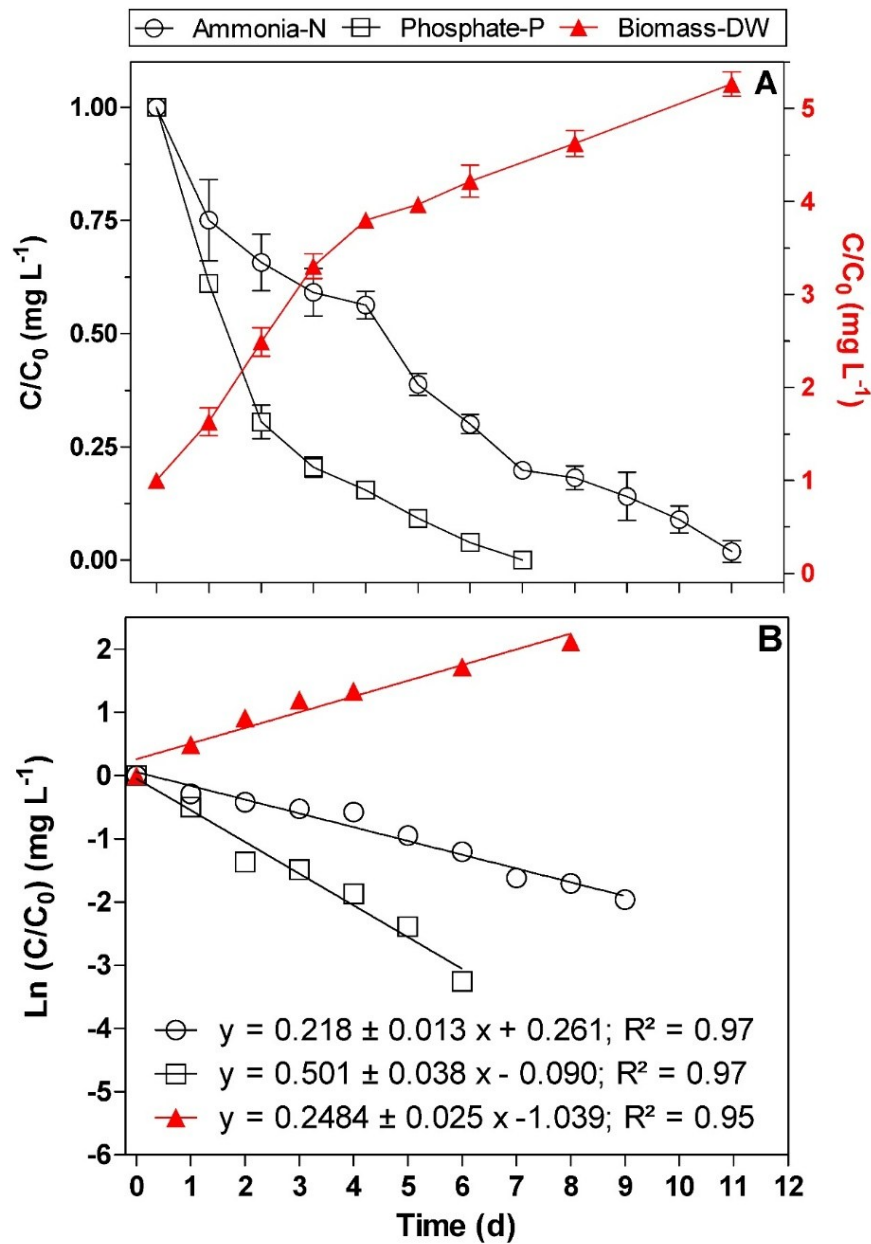 Ammonia-N Phosphate-P Biomass-DW
A
1.00
0.75
0.50
0.25
0.00
C/C₀ (mg L⁻¹)
5
4
3
2
1
0
C/C₀ (mg L⁻¹)
B
2
1
0
-1
-2
-3
-4
-5
-6
Ln (C/C₀) (mg L⁻¹)
y = 0.218 ± 0.013 x + 0.261; R² = 0.97
y = 0.501 ± 0.038 x - 0.090; R² = 0.97
y = 0.2484 ± 0.025 x -1.039; R² = 0.95
0 1 2 3 4 5 6 7 8 9 10 11 12
Time (d)